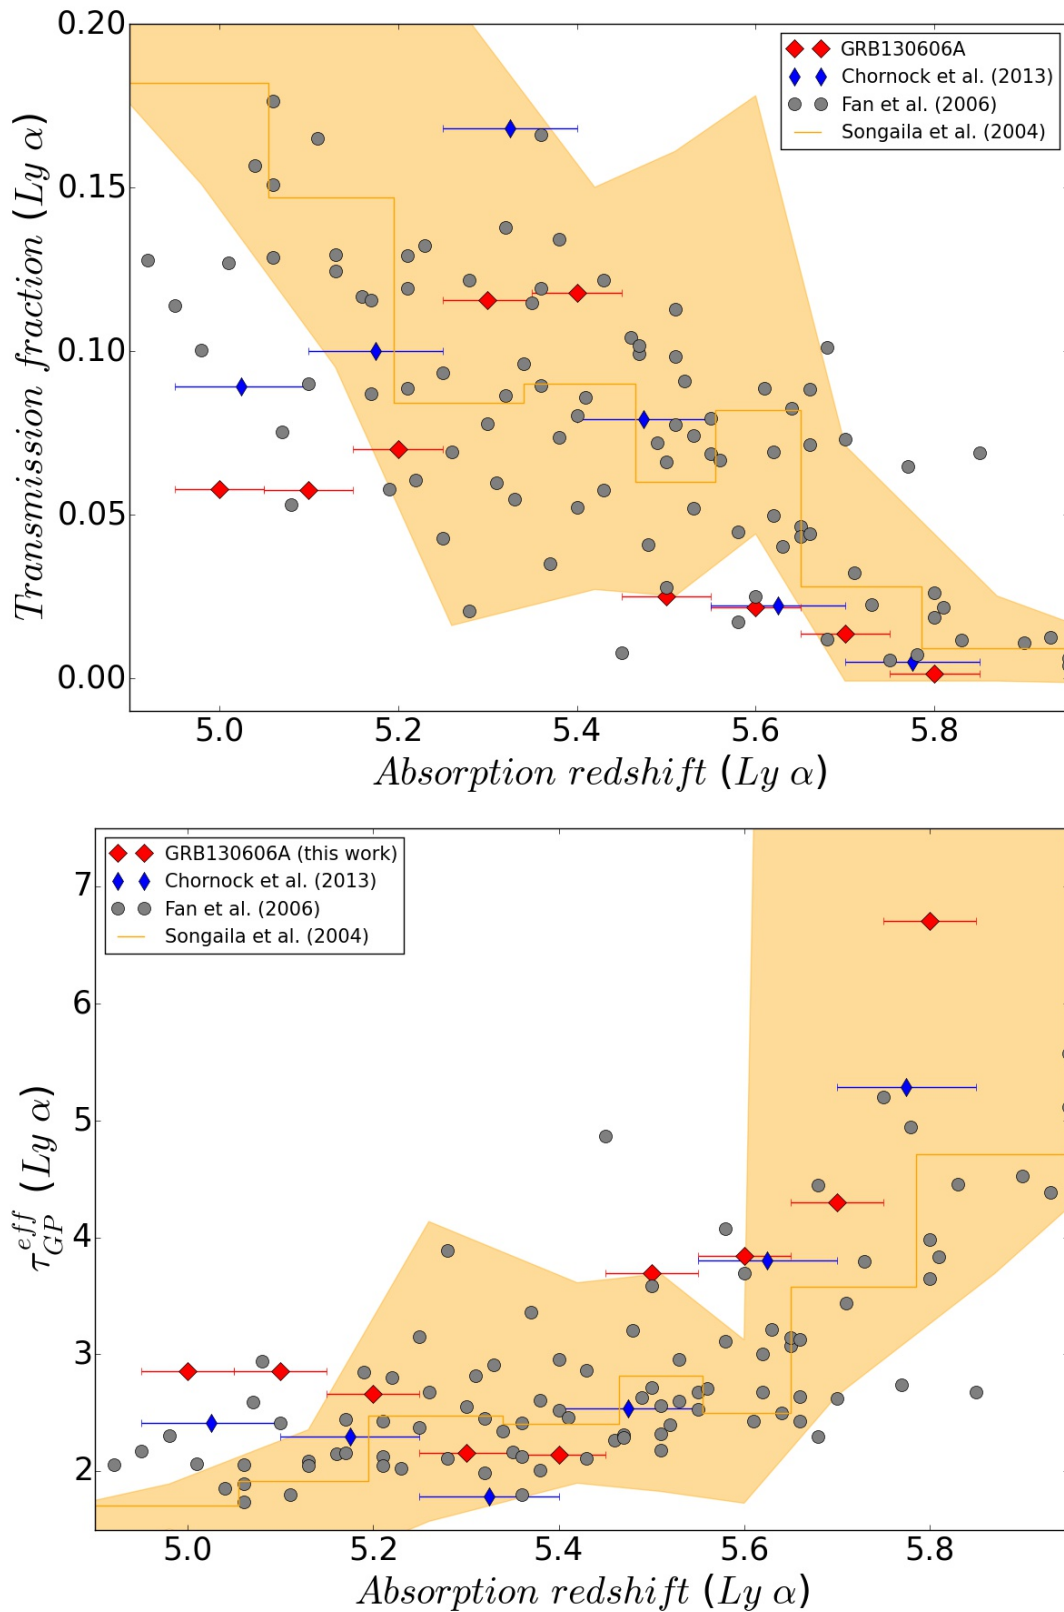 0.20
0.15
0.10
0.05
0.00
Transmission fraction (Ly α)
GRB130606A
Chornock et al. (2013)
Fan et al. (2006)
Songaila et al. (2004)
5.0 5.2 5.4 5.6 5.8
Absorption redshift (Ly α)
7
6
5
4
3
2
τ_GP^eff (Ly α)
GRB130606A (this work)
Chornock et al. (2013)
Fan et al. (2006)
Songaila et al. (2004)
5.0 5.2 5.4 5.6 5.8
Absorption redshift (Ly α)